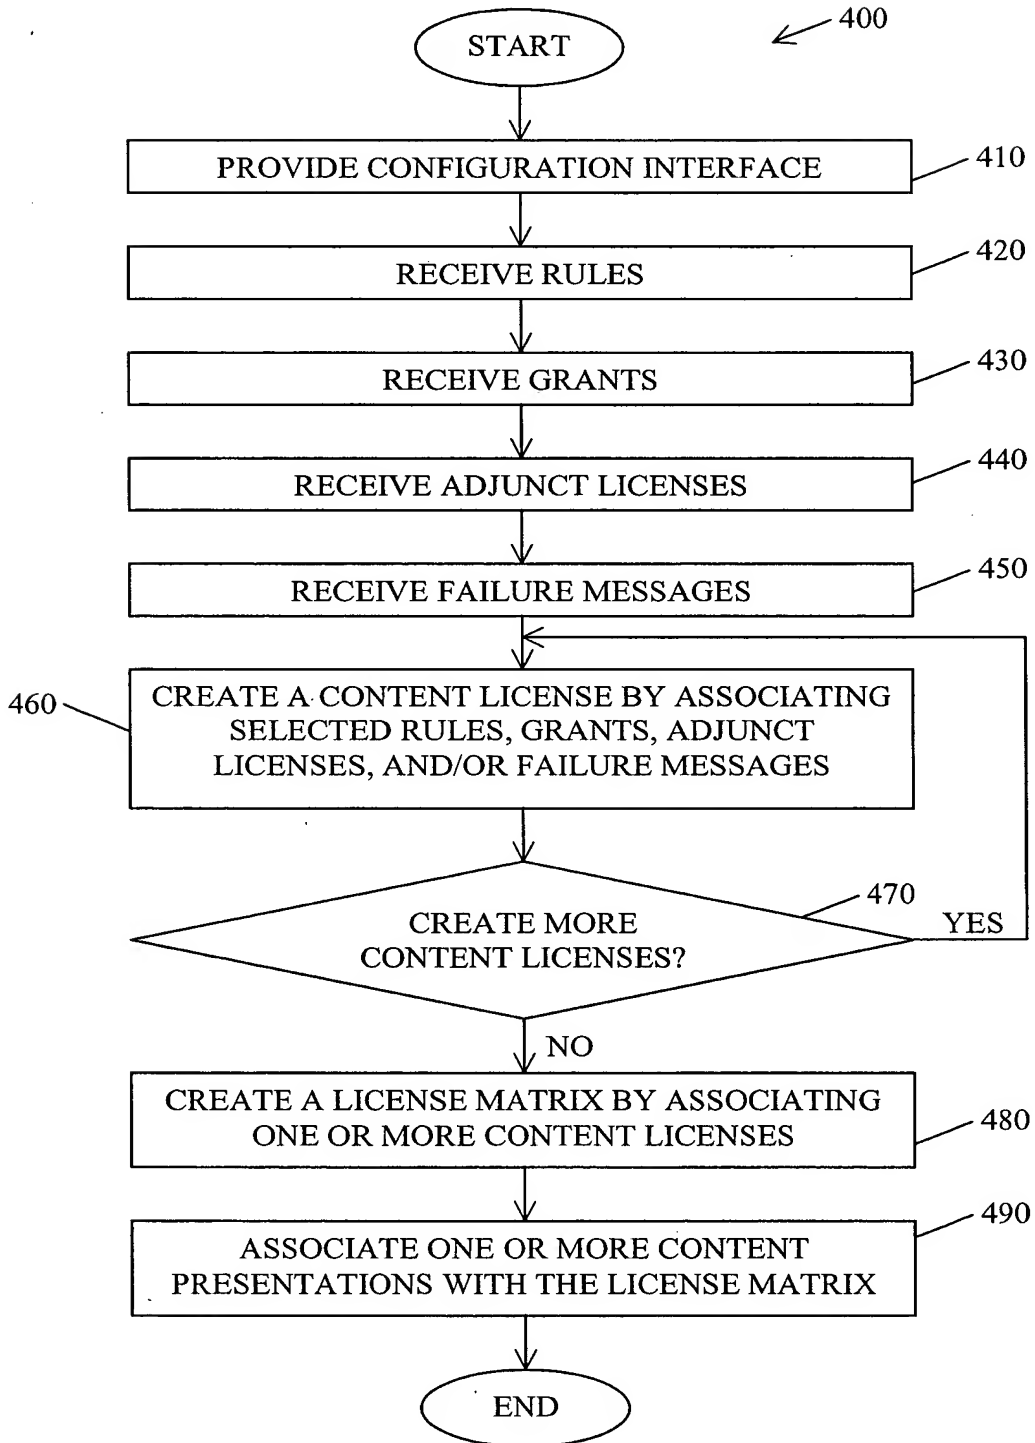 400
START
PROVIDE CONFIGURATION INTERFACE
410
RECEIVE RULES
420
RECEIVE GRANTS
430
RECEIVE ADJUNCT LICENSES
440
RECEIVE FAILURE MESSAGES
450
460
CREATE A CONTENT LICENSE BY ASSOCIATING
SELECTED RULES, GRANTS, ADJUNCT
LICENSES, AND/OR FAILURE MESSAGES
470
CREATE MORE
CONTENT LICENSES?
YES
NO
CREATE A LICENSE MATRIX BY ASSOCIATING
ONE OR MORE CONTENT LICENSES
480
490
ASSOCIATE ONE OR MORE CONTENT
PRESENTATIONS WITH THE LICENSE MATRIX
END